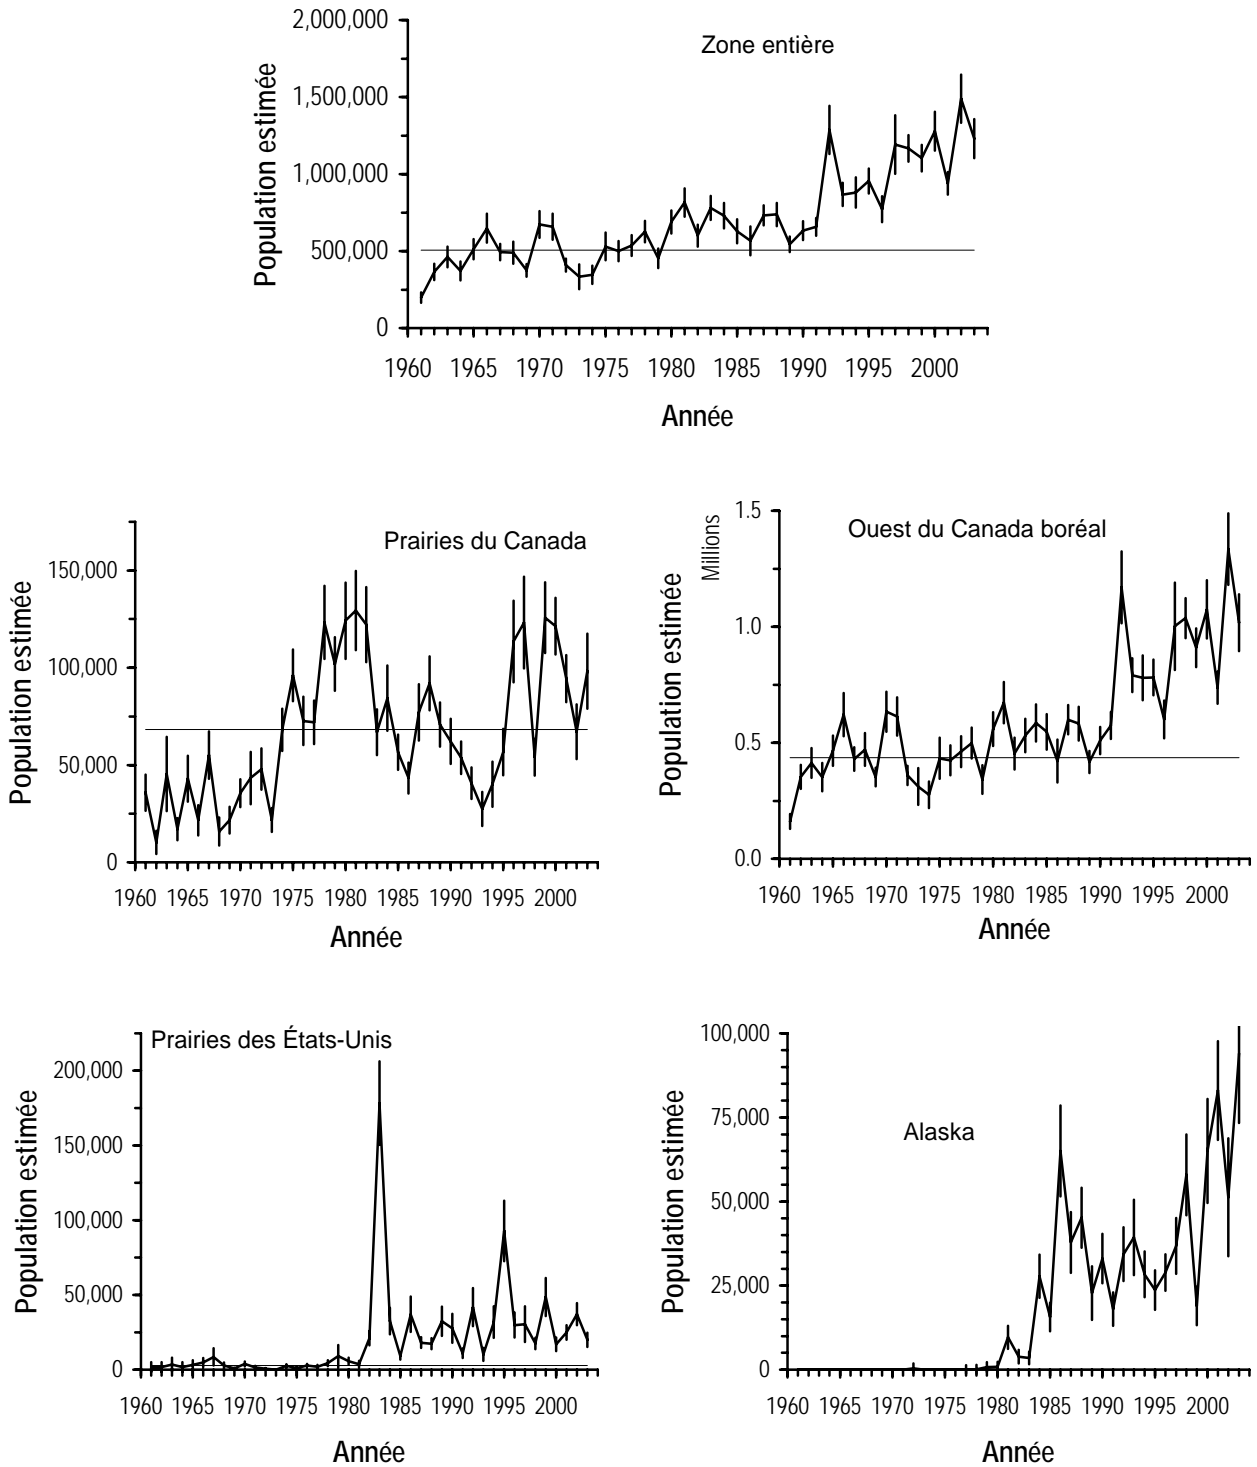 2,000,000
Zone entière
1,500,000
1,000,000
500,000
0
Population estimée
1960 1965 1970 1975 1980 1985 1990 1995 2000
Année
Prairies du Canada
150,000
100,000
50,000
0
Population estimée
1960 1965 1970 1975 1980 1985 1990 1995 2000
Année
Ouest du Canada boréal
Millions
1.5
1.0
0.5
0.0
Population estimée
1960 1965 1970 1975 1980 1985 1990 1995 2000
Année
Prairies des États-Unis
200,000
150,000
100,000
50,000
0
Population estimée
1960 1965 1970 1975 1980 1985 1990 1995 2000
Année
100,000
Alaska
75,000
50,000
25,000
0
Population estimée
1960 1965 1970 1975 1980 1985 1990 1995 2000
Année